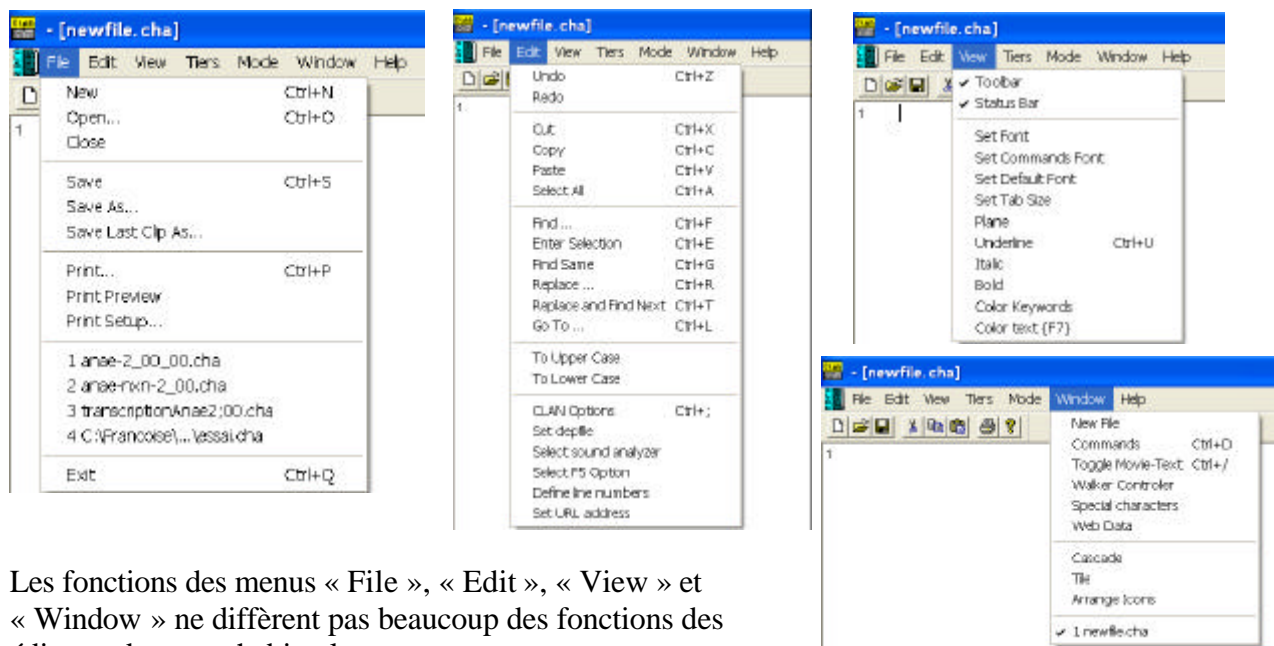 - [newfile.cha]
File Edit View Tiers Mode Window Help
New Ctrl+N
1
Open... Ctrl+O
Close
Save Ctrl+S
Save As...
Save Last Clip As...
Print... Ctrl+P
Print Preview
Print Setup...
1 anae-2_00_00.cha
2 anae-nxn-2_00.cha
3 transcriptionAnae2;00.cha
4 C:\Francoise\...\essai.cha
Exit Ctrl+Q
- [newfile.cha]
File Edit View Tiers Mode Window Help
Undo Ctrl+Z
Redo
1
Cut Ctrl+X
Copy Ctrl+C
Paste Ctrl+V
Select All Ctrl+A
Find ... Ctrl+F
Enter Selection Ctrl+E
Find Same Ctrl+G
Replace ... Ctrl+R
Replace and Find Next Ctrl+T
Go To ... Ctrl+L
To Upper Case
To Lower Case
CLAN Options Ctrl+;
Set depfile
Select sound analyzer
Select F5 Option
Define line numbers
Set URL address
- [newfile.cha]
File Edit View Tiers Mode Window Help
Toolbar
Status Bar
1
Set Font
Set Commands Font
Set Default Font
Set Tab Size
Plane
Underline Ctrl+U
Italic
Bold
Color Keywords
Color text {F7}
- [newfile.cha]
File Edit View Tiers Mode Window Help
New File
Commands Ctrl+D
1
Toggle Movie-Text Ctrl+/
Walker Controler
Special characters
Web Data
Cascade
Tile
Arrange Icons
1 newfile.cha
Les fonctions des menus « File », « Edit », « View » et
« Window » ne diffèrent pas beaucoup des fonctions des